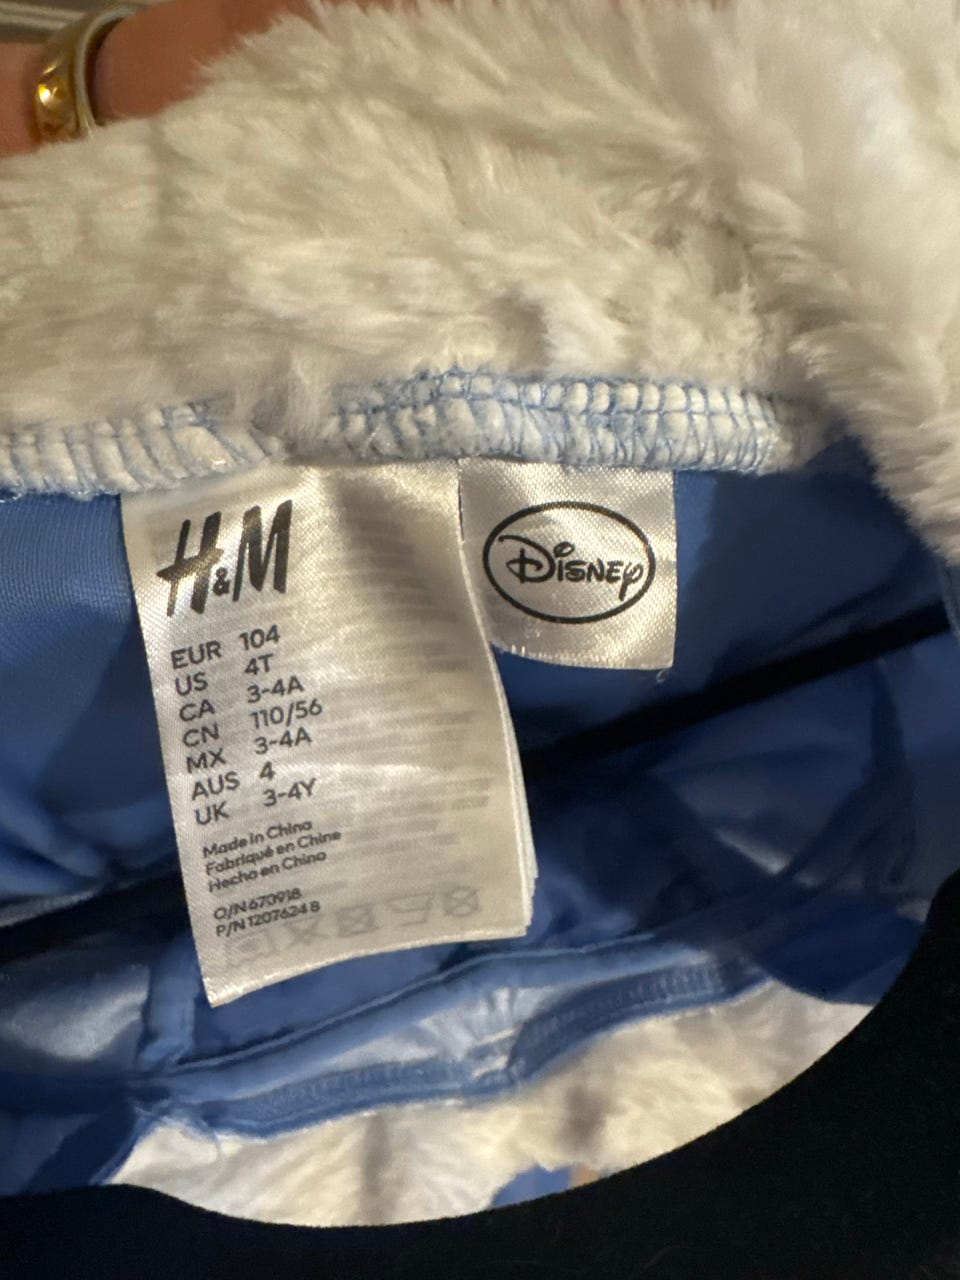 H&M
EUR 104
US 4T
CA 3-4A
CN 110/56
MX 3-4A
AUS 4
UK 3-4Y
Made in China
Fabriqué en Chine
Hecho en China
O/N 670918
P/N 12076248
Disney